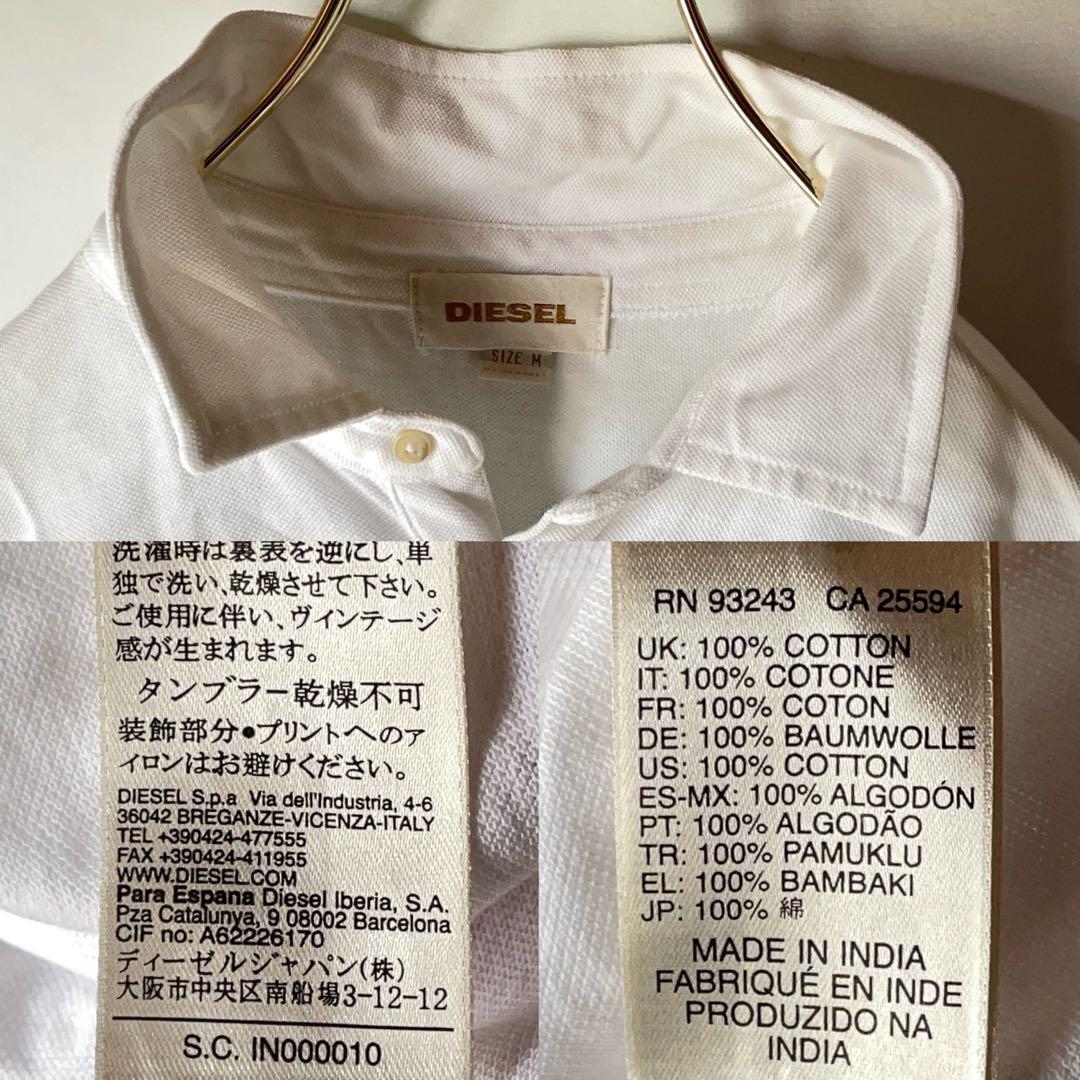 DIESEL
SIZE M
洗濯時は裏表を逆にし、単
独で洗い、乾燥させて下さい。
ご使用に伴い、ヴィンテージ
感が生まれます。
タンブラー乾燥不可
装飾部分●プリントへのア
イロンはお避けください。
DIESEL S.p.a Via dell'Industria, 4-6
36042 BREGANZE-VICENZA-ITALY
TEL +390424-477555
FAX +390424-411955
WWW.DIESEL.COM
Para Espana Diesel Iberia, S.A.
Pza Catalunya, 9 08002 Barcelona
CIF no: A62226170
ディーゼルジャパン(株)
大阪市中央区南船場3-12-12
S.C. IN000010
RN 93243 CA 25594
UK: 100% COTTON
IT: 100% COTONE
FR: 100% COTON
DE: 100% BAUMWOLLE
US: 100% COTTON
ES-MX: 100% ALGODÓN
PT: 100% ALGODÃO
TR: 100% PAMUKLU
EL: 100% BAMBAKI
JP: 100% 綿
MADE IN INDIA
FABRIQUÉ EN INDE
PRODUZIDO NA
INDIA